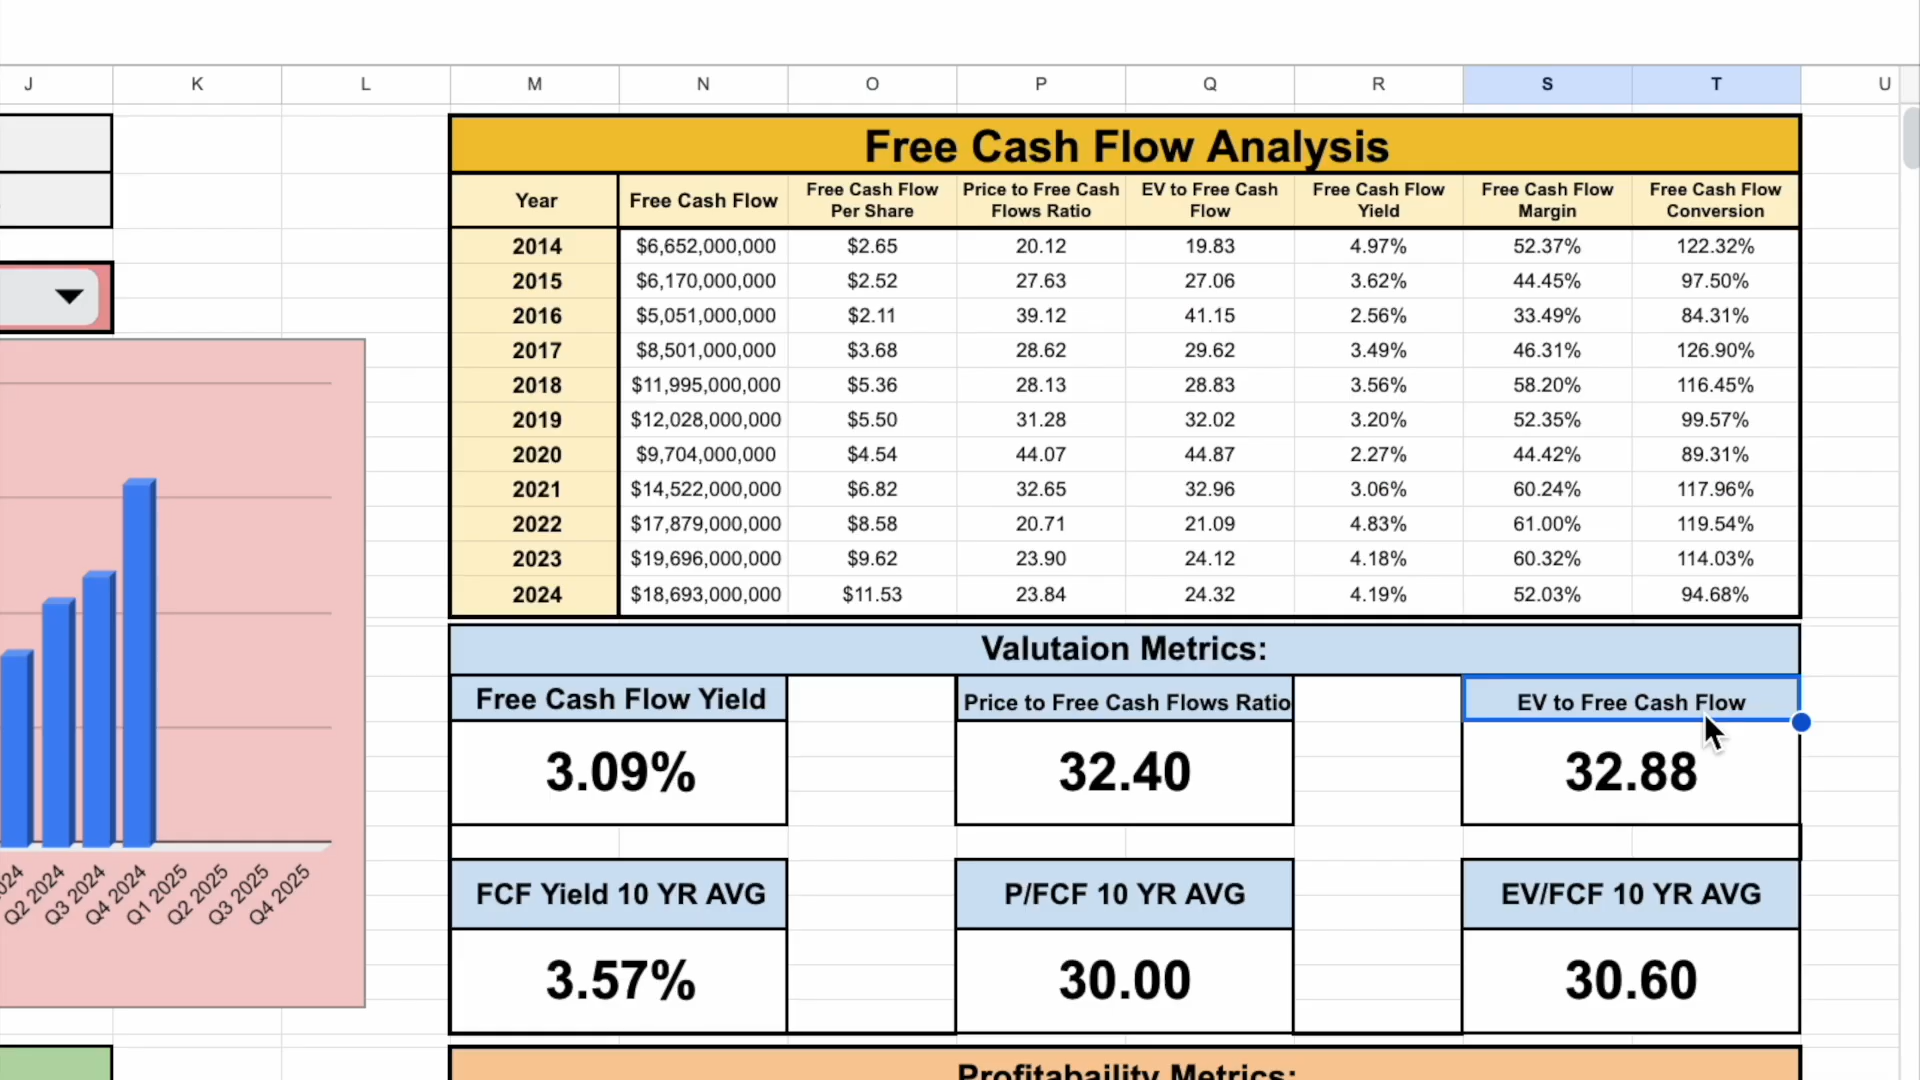 J K L M N O P Q R S T U
Free Cash Flow Analysis
Year Free Cash Flow Free Cash Flow Per Share Price to Free Cash Flows Ratio EV to Free Cash Flow Free Cash Flow Yield Free Cash Flow Margin Free Cash Flow Conversion
2014 $6,652,000,000 $2.65 20.12 19.83 4.97% 52.37% 122.32%
2015 $6,170,000,000 $2.52 27.63 27.06 3.62% 44.45% 97.50%
2016 $5,051,000,000 $2.11 39.12 41.15 2.56% 33.49% 84.31%
2017 $8,501,000,000 $3.68 28.62 29.62 3.49% 46.31% 126.90%
2018 $11,995,000,000 $5.36 28.13 28.83 3.56% 58.20% 116.45%
2019 $12,028,000,000 $5.50 31.28 32.02 3.20% 52.35% 99.57%
2020 $9,704,000,000 $4.54 44.07 44.87 2.27% 44.42% 89.31%
2021 $14,522,000,000 $6.82 32.65 32.96 3.06% 60.24% 117.96%
2022 $17,879,000,000 $8.58 20.71 21.09 4.83% 61.00% 119.54%
2023 $19,696,000,000 $9.62 23.90 24.12 4.18% 60.32% 114.03%
2024 $18,693,000,000 $11.53 23.84 24.32 4.19% 52.03% 94.68%
Valutaion Metrics:
Free Cash Flow Yield Price to Free Cash Flows Ratio EV to Free Cash Flow
3.09% 32.40 32.88
FCF Yield 10 YR AVG P/FCF 10 YR AVG EV/FCF 10 YR AVG
3.57% 30.00 30.60
Q2 2024 Q3 2024 Q4 2024 Q1 2025 Q2 2025 Q3 2025 Q4 2025
Profitabaility Metrics: